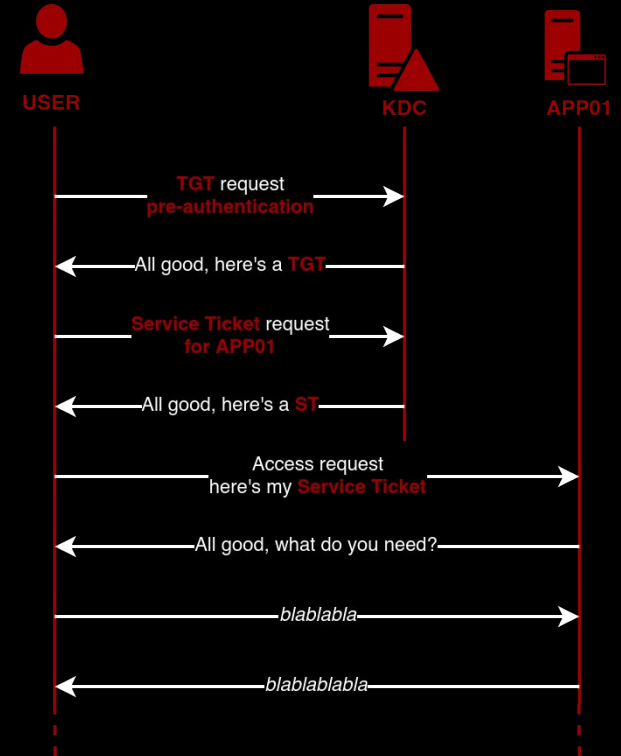 USER
KDC
APP01
TGT request
pre-authentication
All good, here's a TGT
Service Ticket request
for APP01
All good, here's a ST
Access request
here's my Service Ticket
All good, what do you need?
blablabla
blablablabla